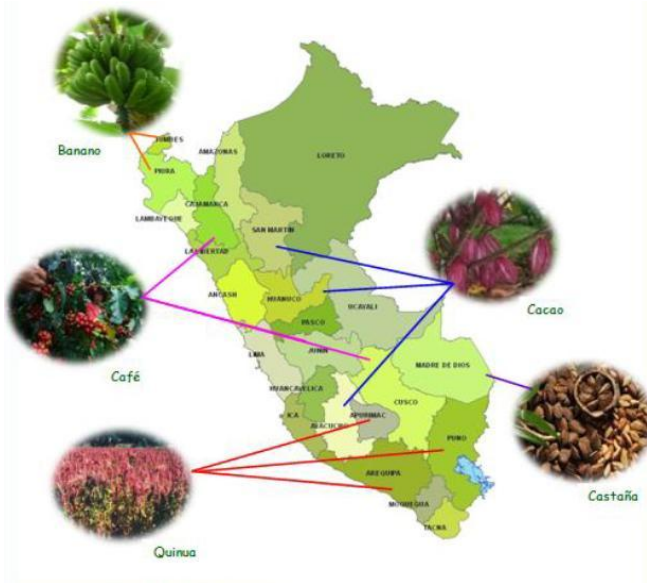 Banano
TUMBES
PIURA
AMAZONAS
LORETO
LAMBAYEQUE
CAJAMARCA
SAN MARTIN
LA LIBERTAD
ANCASH
HUANUCO
UCAYALI
PASCO
Cacao
Café
LIMA
JUNIN
MADRE DE DIOS
HUANCAVELICA
CUSCO
ICA
AYACUCHO
APURIMAC
PUNO
AREQUIPA
Castaña
MOQUEGUA
TACNA
Quinua